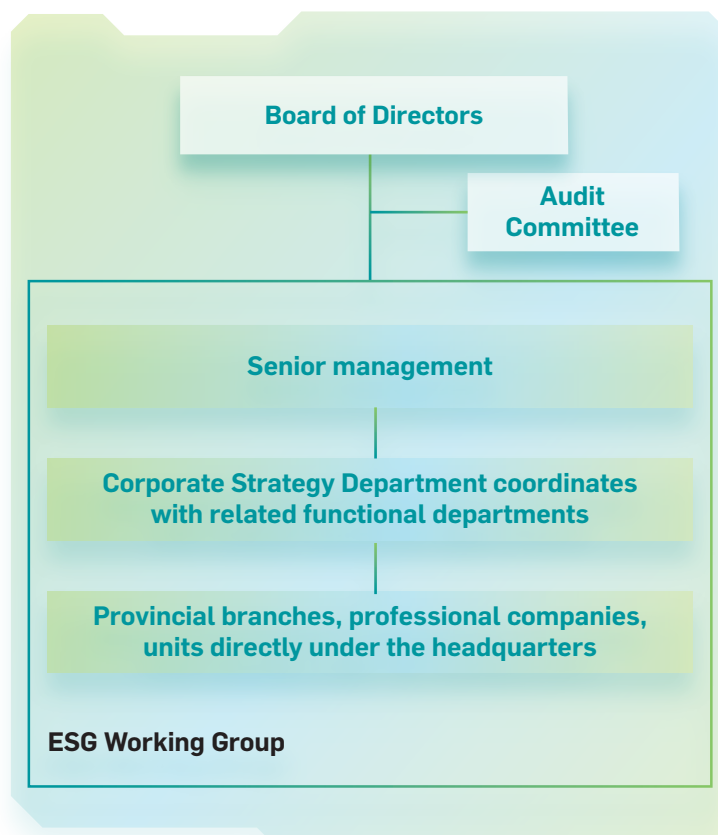 Board of Directors
Audit
Committee
Senior management
Corporate Strategy Department coordinates
with related functional departments
Provincial branches, professional companies,
units directly under the headquarters
ESG Working Group